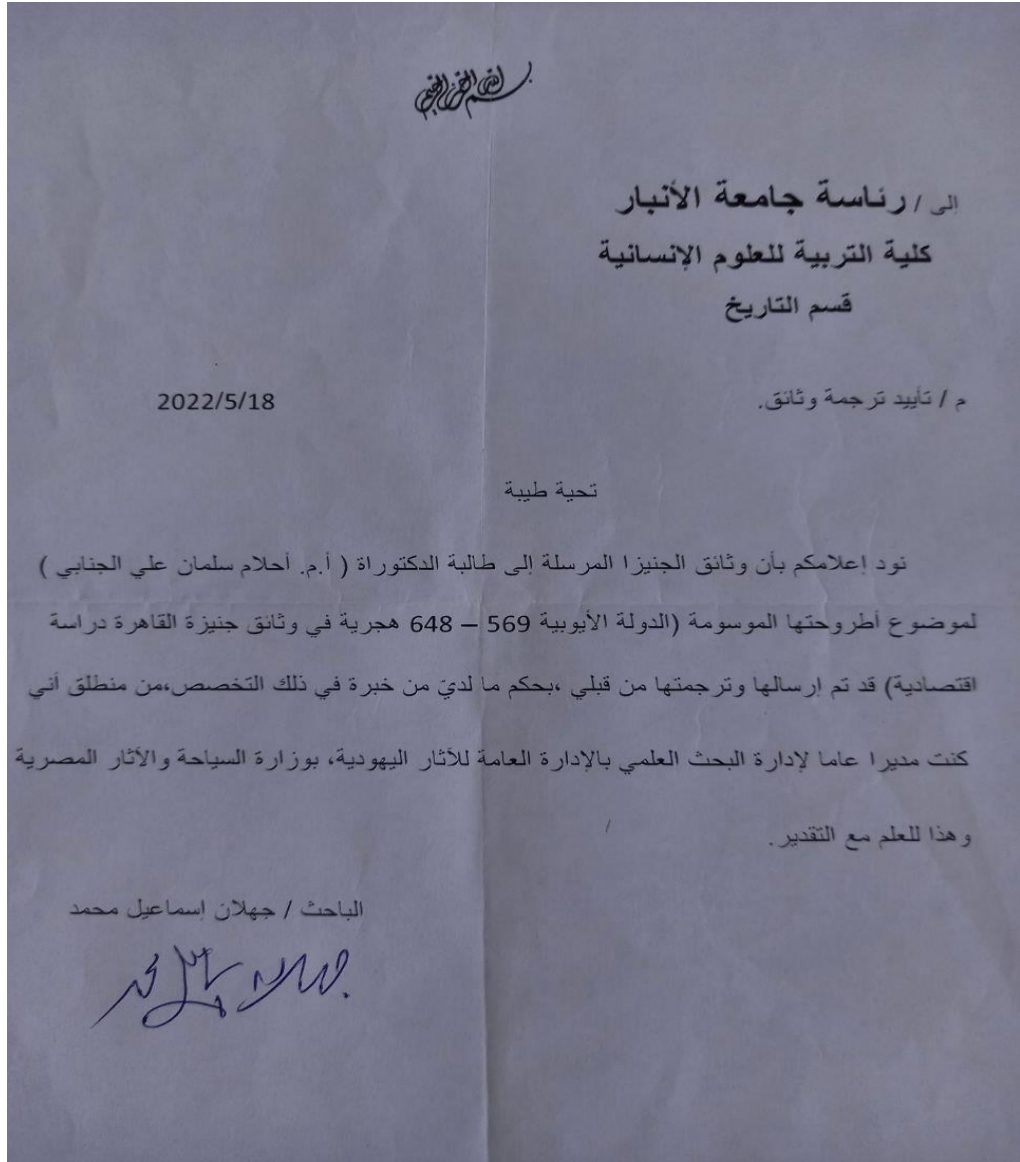 بسم الله الرحمن الرحيم
إلى / رئاسة جامعة الأنبار
كلية التربية للعلوم الإنسانية
قسم التاريخ
م / تأييد ترجمة وثائق. 2022/5/18
تحية طيبة
نود إعلامكم بأن وثائق الجنيزا المرسلة إلى طالبة الدكتوراة ( أ.م. أحلام سلمان علي الجنابي )
لموضوع أطروحتها الموسومة (الدولة الأيوبية 569 – 648 هجرية في وثائق جنيزة القاهرة دراسة
اقتصادية) قد تم إرسالها وترجمتها من قبلي ،بحكم ما لديّ من خبرة في ذلك التخصص،من منطلق أني
كنت مديرا عاما لإدارة البحث العلمي بالإدارة العامة للآثار اليهودية، بوزارة السياحة والآثار المصرية
وهذا للعلم مع التقدير.
الباحث / جهلان إسماعيل محمد
جهلان إسماعيل محمد